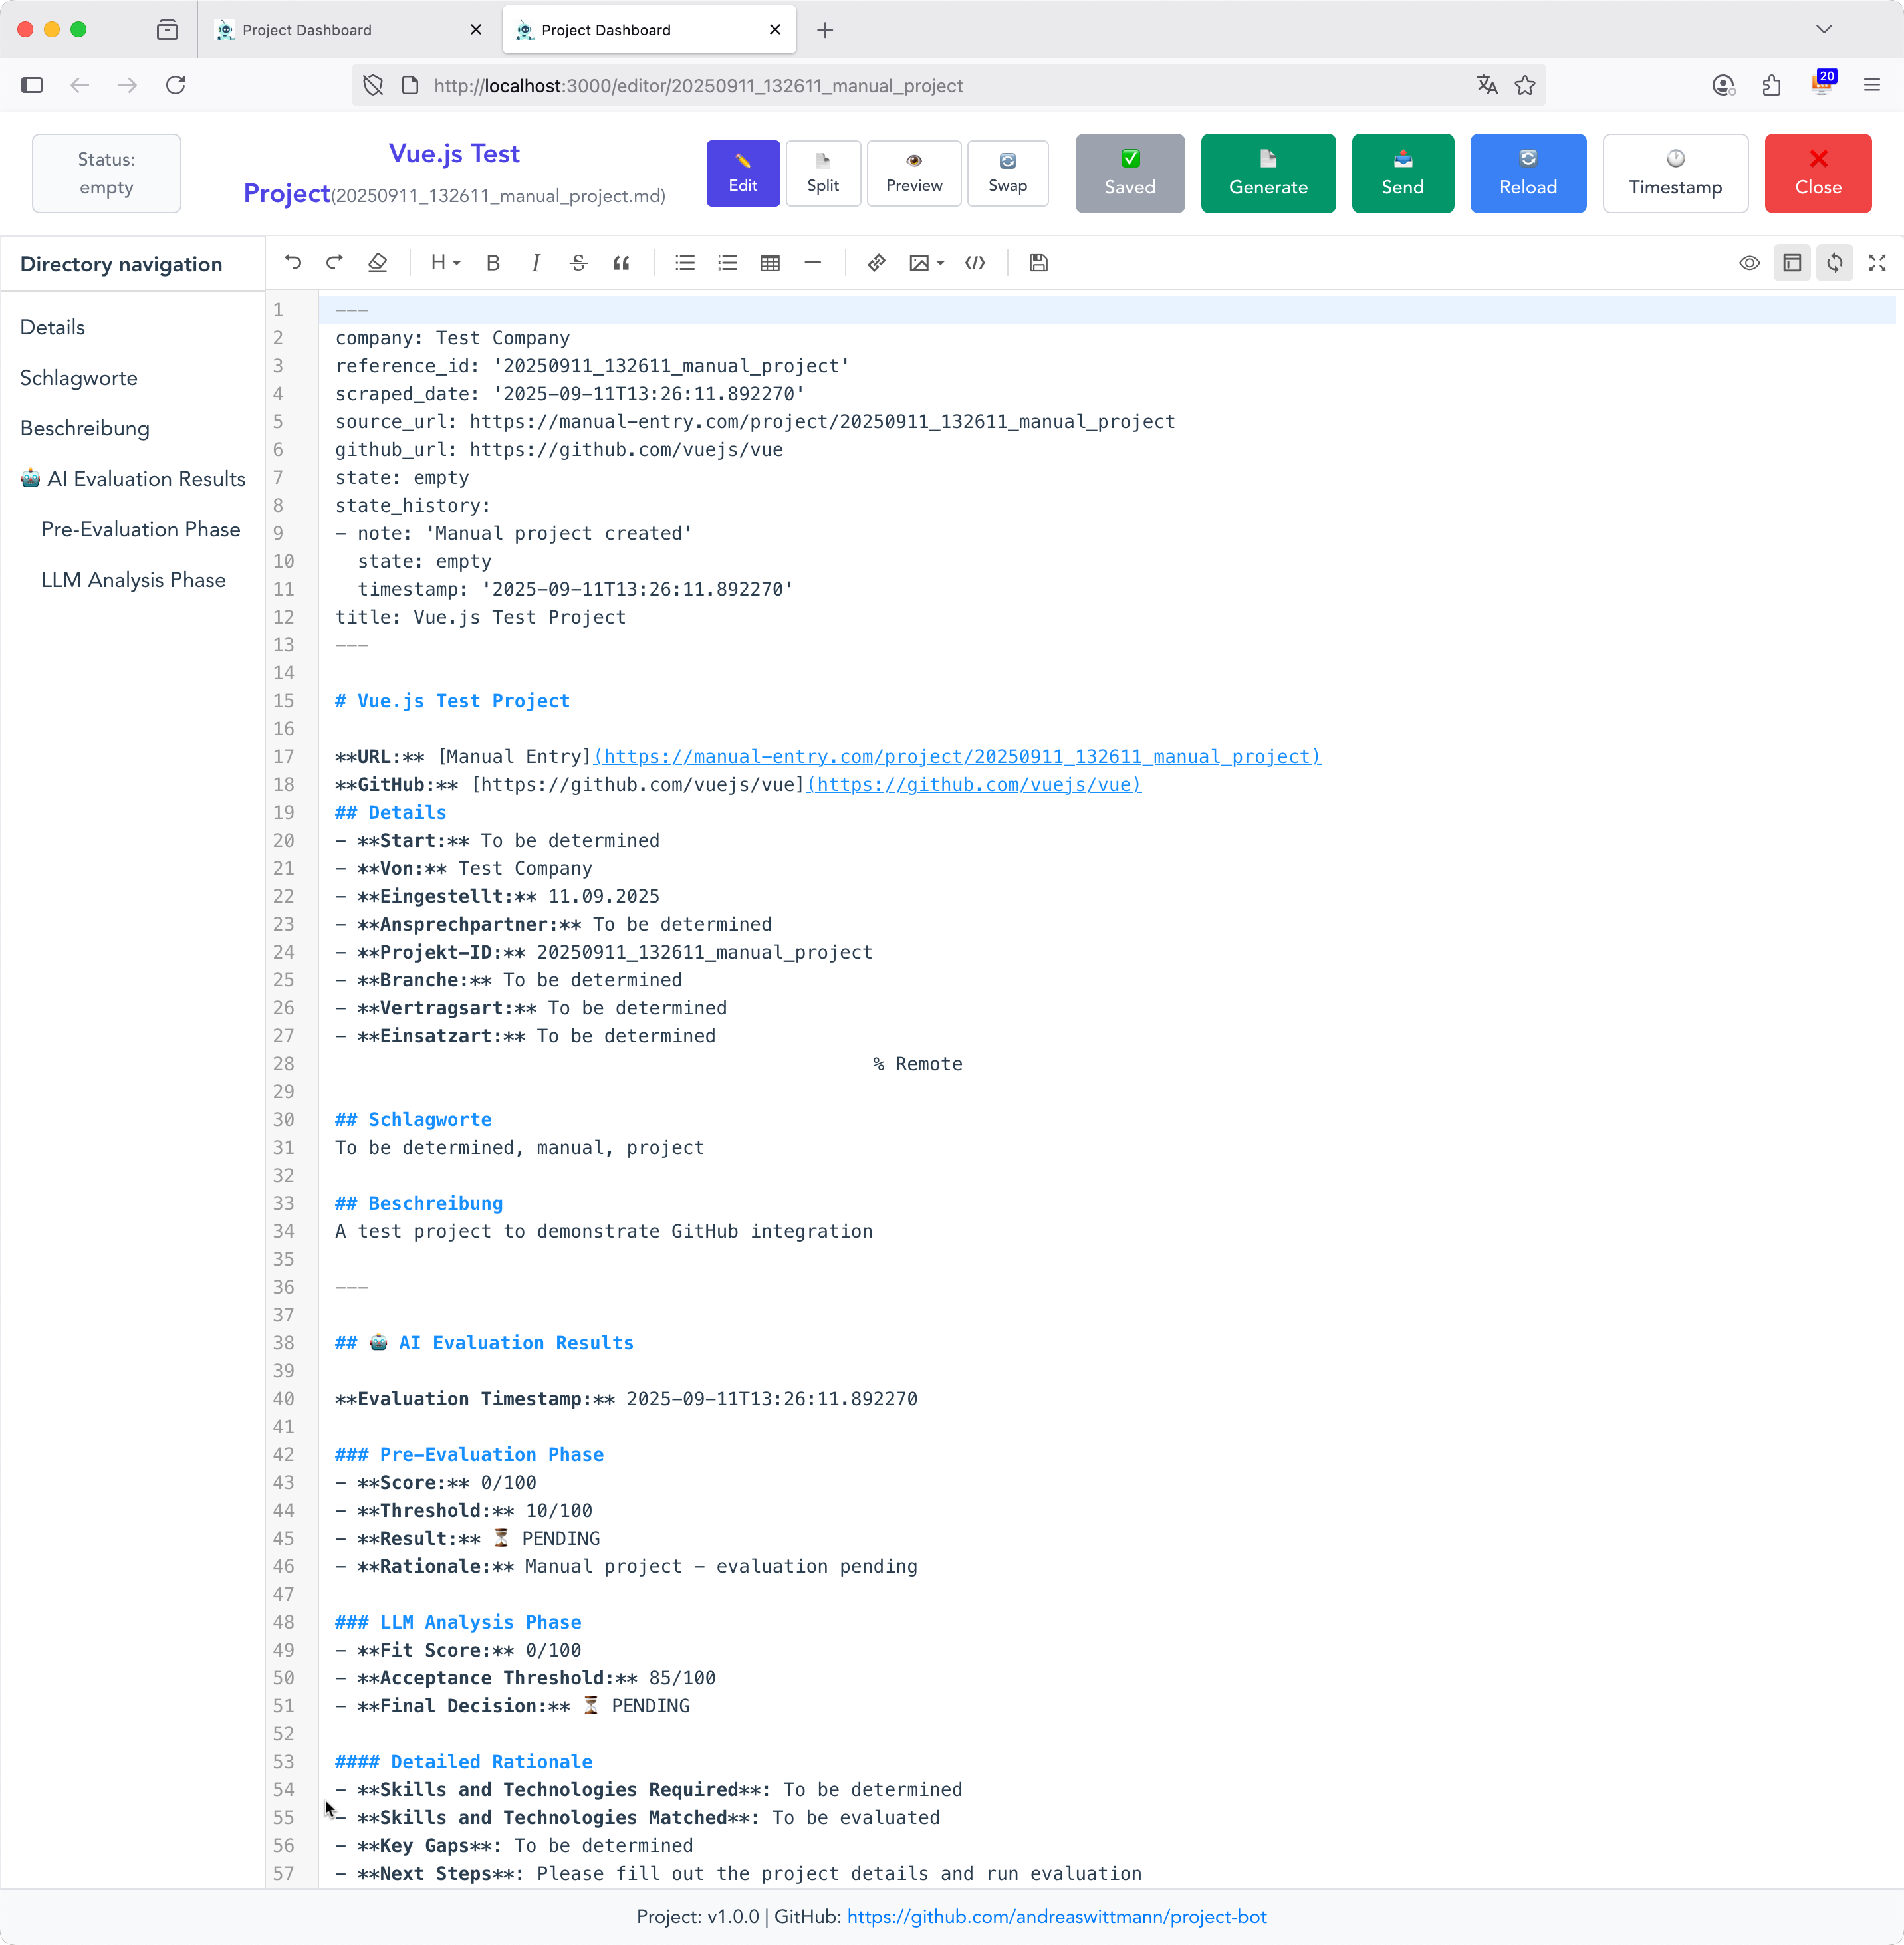 Project Dashboard
Project Dashboard
http://localhost:3000/editor/20250911_132611_manual_project
20
Status:
empty
Vue.js Test
Project(20250911_132611_manual_project.md)
Edit
Split
Preview
Swap
Saved
Generate
Send
Reload
Timestamp
Close
Directory navigation
Details
Schlagworte
Beschreibung
🤖 AI Evaluation Results
Pre-Evaluation Phase
LLM Analysis Phase
H
B
I
S
1 ---
2 company: Test Company
3 reference_id: '20250911_132611_manual_project'
4 scraped_date: '2025-09-11T13:26:11.892270'
5 source_url: https://manual-entry.com/project/20250911_132611_manual_project
6 github_url: https://github.com/vuejs/vue
7 state: empty
8 state_history:
9 - note: 'Manual project created'
10   state: empty
11   timestamp: '2025-09-11T13:26:11.892270'
12 title: Vue.js Test Project
13 ---
14
15 # Vue.js Test Project
16
17 **URL:** [Manual Entry](https://manual-entry.com/project/20250911_132611_manual_project)
18 **GitHub:** [https://github.com/vuejs/vue](https://github.com/vuejs/vue)
19 ## Details
20 - **Start:** To be determined
21 - **Von:** Test Company
22 - **Eingestellt:** 11.09.2025
23 - **Ansprechpartner:** To be determined
24 - **Projekt-ID:** 20250911_132611_manual_project
25 - **Branche:** To be determined
26 - **Vertragsart:** To be determined
27 - **Einsatzart:** To be determined
28 % Remote
29
30 ## Schlagworte
31 To be determined, manual, project
32
33 ## Beschreibung
34 A test project to demonstrate GitHub integration
35
36 ---
37
38 ## 🤖 AI Evaluation Results
39
40 **Evaluation Timestamp:** 2025-09-11T13:26:11.892270
41
42 ### Pre-Evaluation Phase
43 - **Score:** 0/100
44 - **Threshold:** 10/100
45 - **Result:** ⏳ PENDING
46 - **Rationale:** Manual project - evaluation pending
47
48 ### LLM Analysis Phase
49 - **Fit Score:** 0/100
50 - **Acceptance Threshold:** 85/100
51 - **Final Decision:** ⏳ PENDING
52
53 #### Detailed Rationale
54 - **Skills and Technologies Required**: To be determined
55 - **Skills and Technologies Matched**: To be evaluated
56 - **Key Gaps**: To be determined
57 - **Next Steps**: Please fill out the project details and run evaluation
Project: v1.0.0 | GitHub: https://github.com/andreaswittmann/project-bot